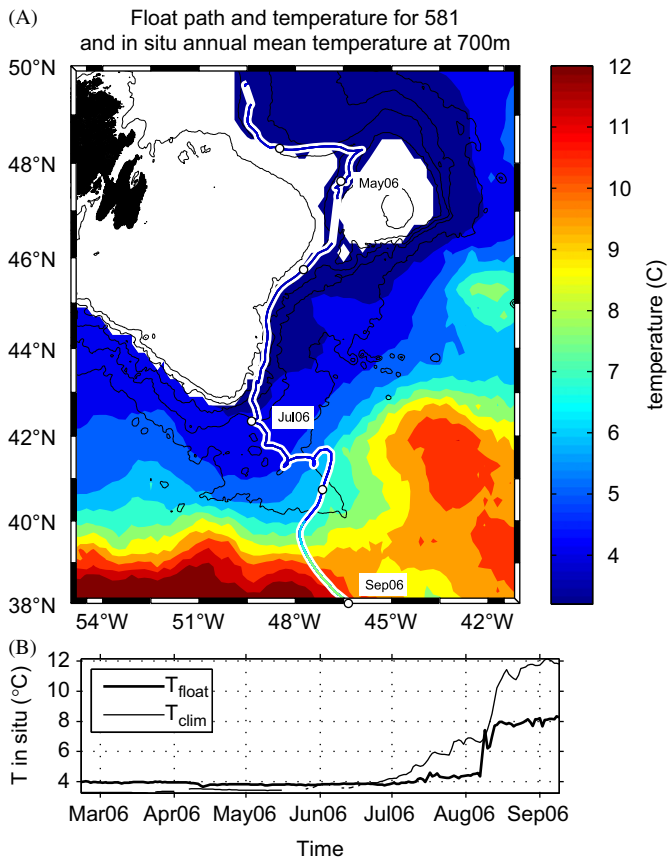 (A)
Float path and temperature for 581
and in situ annual mean temperature at 700m
50°N
48°N
46°N
44°N
42°N
40°N
38°N
54°W 51°W 48°W 45°W 42°W
May06
Jul06
Sep06
12
11
10
9
8
7
6
5
4
temperature (C)
(B)
12
10
8
6
4
T in situ (°C)
T_float
T_clim
Mar06 Apr06 May06 Jun06 Jul06 Aug06 Sep06
Time